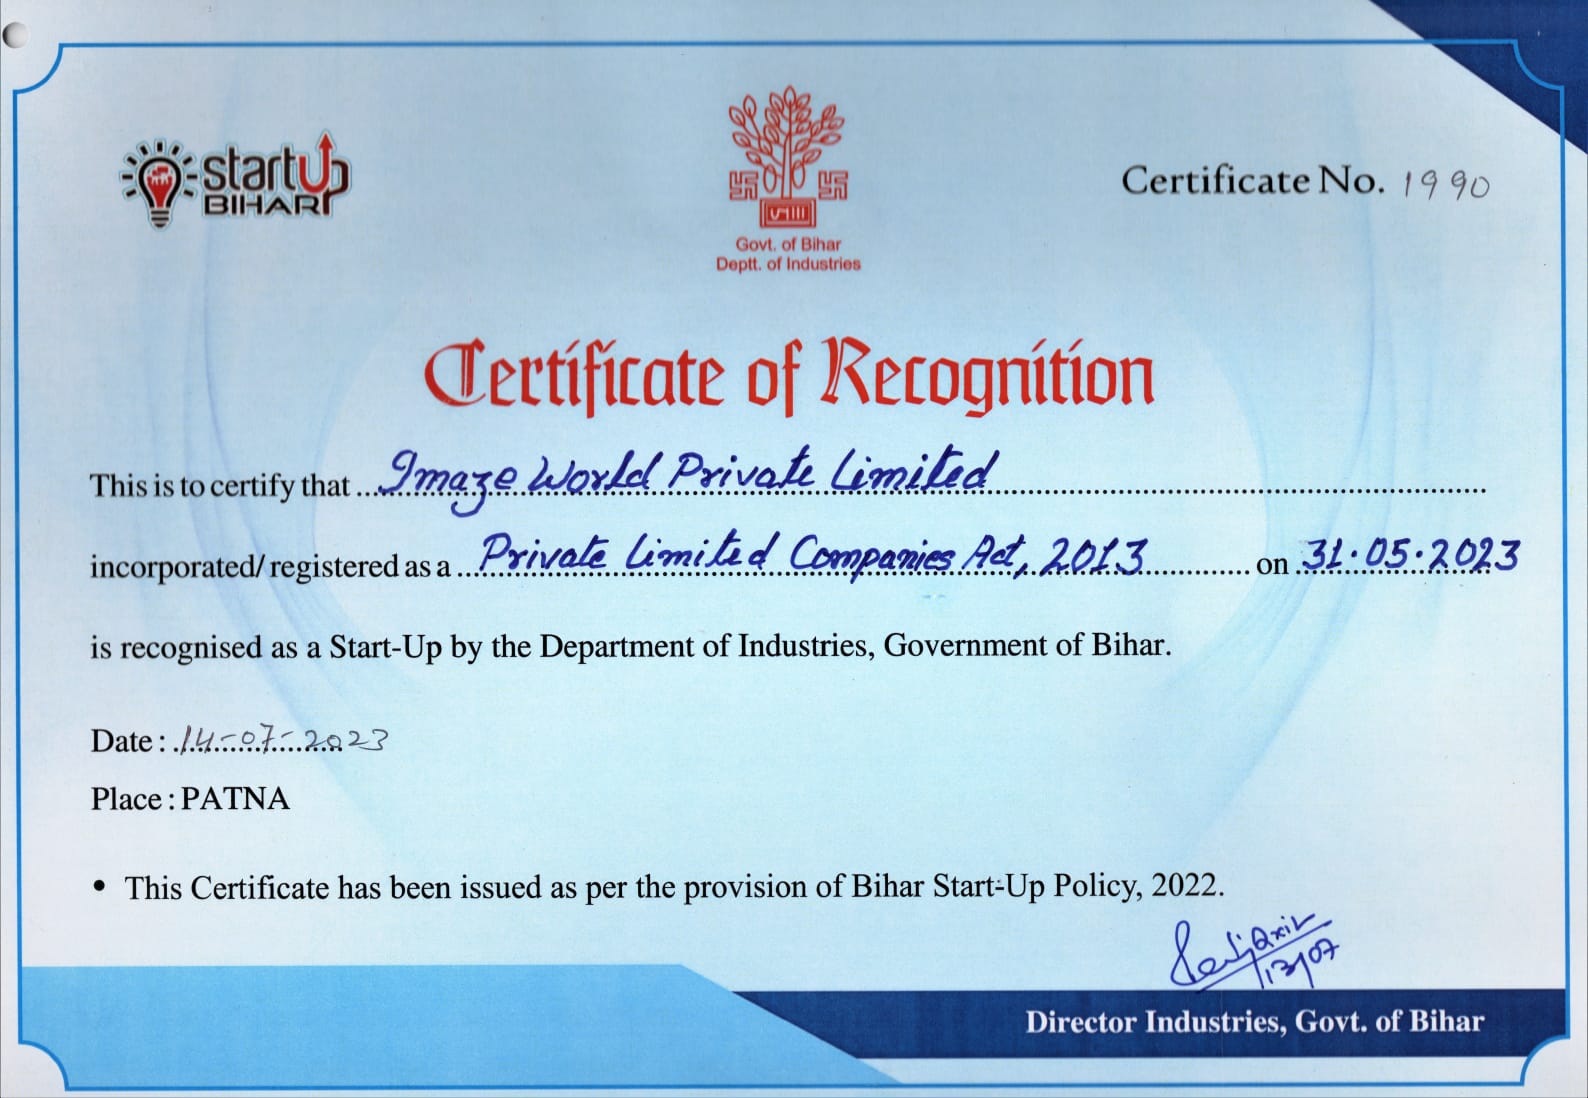 startup
BIHAR
Govt. of Bihar
Deptt. of Industries
Certificate No. 1990
Certificate of Recognition
This is to certify that Imaze World Private Limited
incorporated/ registered as a Private Limited Companies Act, 2013 on 31.05.2023
is recognised as a Start-Up by the Department of Industries, Government of Bihar.
Date : 14-07-2023
Place : PATNA
• This Certificate has been issued as per the provision of Bihar Start-Up Policy, 2022.
13/07
Director Industries, Govt. of Bihar